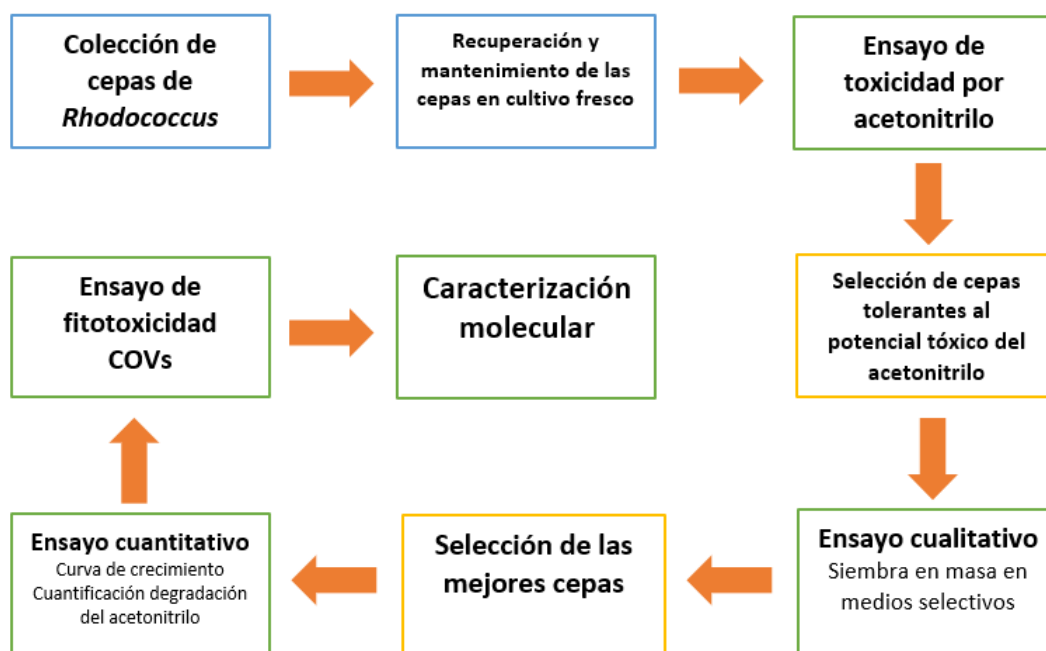 Colección de
cepas de
Rhodococcus
Recuperación y
mantenimiento de las
cepas en cultivo fresco
Ensayo de
toxicidad por
acetonitrilo
Selección de cepas
tolerantes al
potencial tóxico del
acetonitrilo
Ensayo cualitativo
Siembra en masa en
medios selectivos
Selección de las
mejores cepas
Ensayo cuantitativo
Curva de crecimiento
Cuantificación degradación
del acetonitrilo
Ensayo de
fitotoxicidad
COVs
Caracterización
molecular